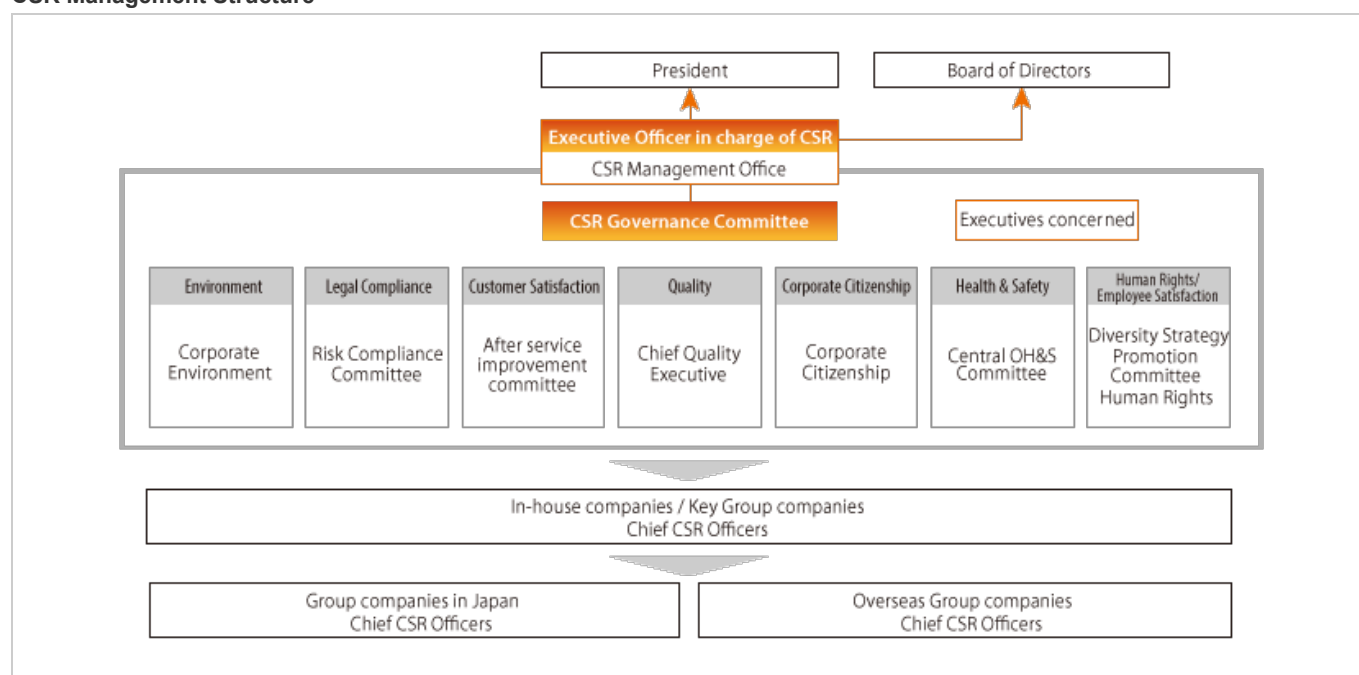 CSR Management Structure
President
Board of Directors
Executive Officer in charge of CSR
CSR Management Office
CSR Governance Committee
Executives concerned
Environment
Corporate
Environment
Legal Compliance
Risk Compliance
Committee
Customer Satisfaction
After service
improvement
committee
Quality
Chief Quality
Executive
Corporate Citizenship
Corporate
Citizenship
Health & Safety
Central OH&S
Committee
Human Rights/
Employee Satisfaction
Diversity Strategy
Promotion
Committee
Human Rights
In-house companies / Key Group companies
Chief CSR Officers
Group companies in Japan
Chief CSR Officers
Overseas Group companies
Chief CSR Officers